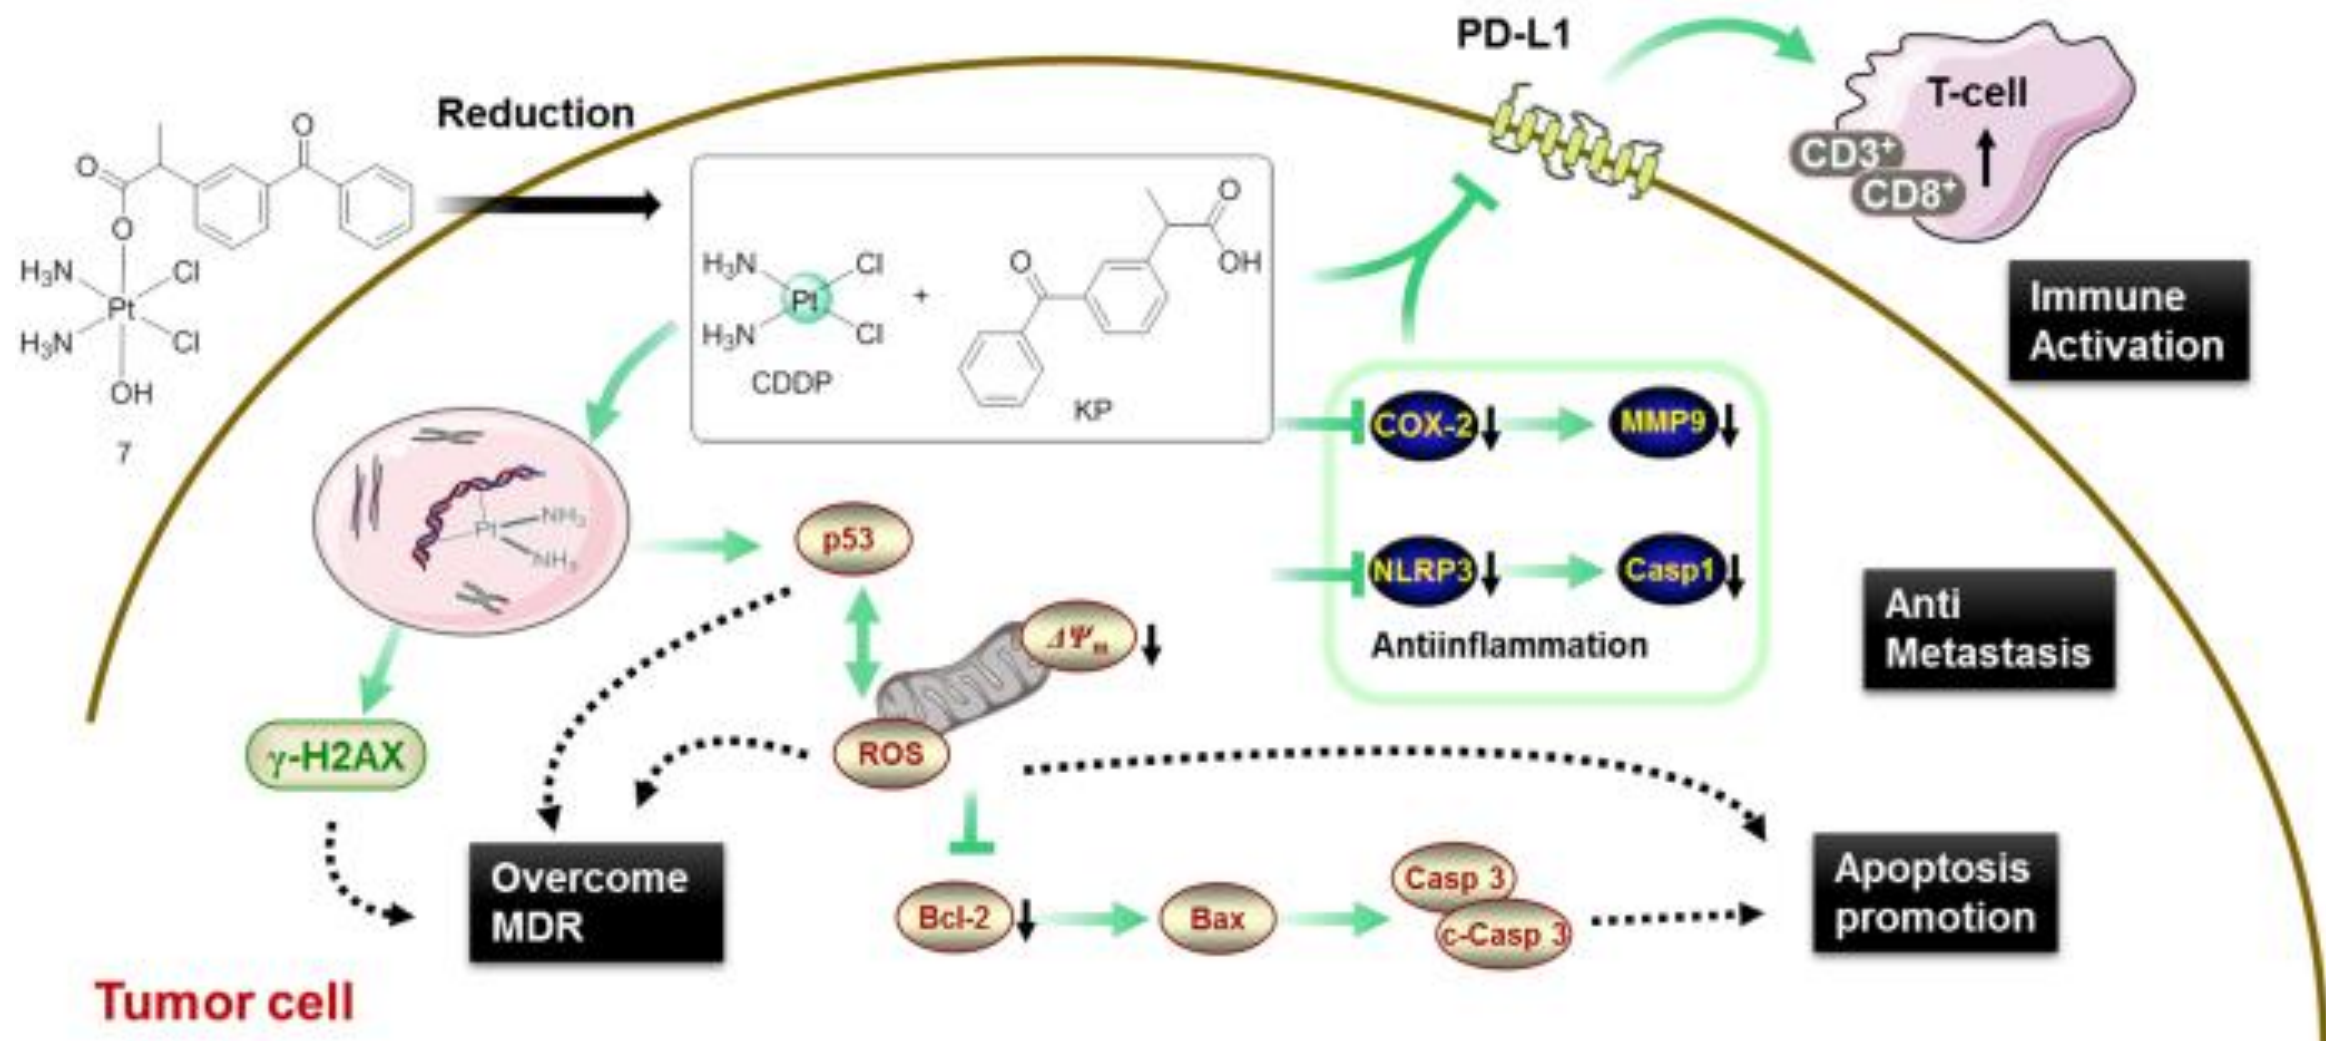 PD-L1
Reduction
T-cell
CD3⁺
CD8⁺
O
O
O
H₃N
Cl
Pt
H₃N
Cl
OH
7
H₃N
Cl
Pt
H₃N
Cl
CDDP
+
O
O
OH
KP
Immune
Activation
COX-2
MMP9
NLRP3
Casp1
Antiinflammation
Pt
NH₃
NH₃
p53
ΔΨm
ROS
γ-H2AX
Anti
Metastasis
Overcome
MDR
Bcl-2
Bax
Casp 3
c-Casp 3
Apoptosis
promotion
Tumor cell